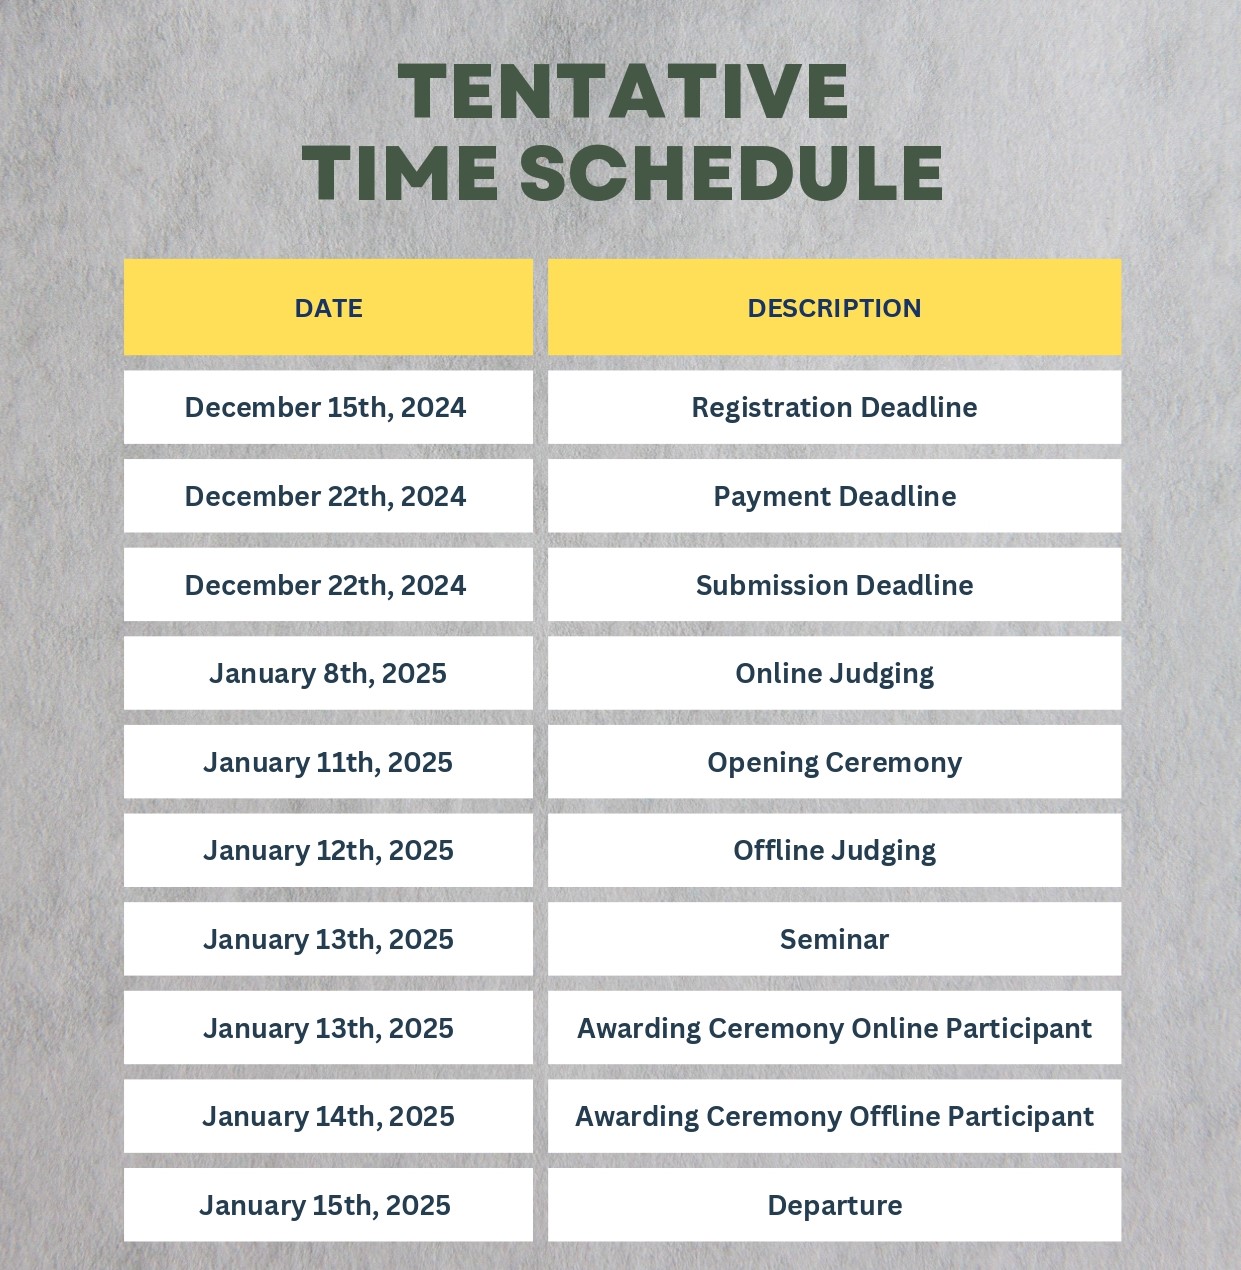 TENTATIVE
TIME SCHEDULE
DATE DESCRIPTION
December 15th, 2024 Registration Deadline
December 22th, 2024 Payment Deadline
December 22th, 2024 Submission Deadline
January 8th, 2025 Online Judging
January 11th, 2025 Opening Ceremony
January 12th, 2025 Offline Judging
January 13th, 2025 Seminar
January 13th, 2025 Awarding Ceremony Online Participant
January 14th, 2025 Awarding Ceremony Offline Participant
January 15th, 2025 Departure